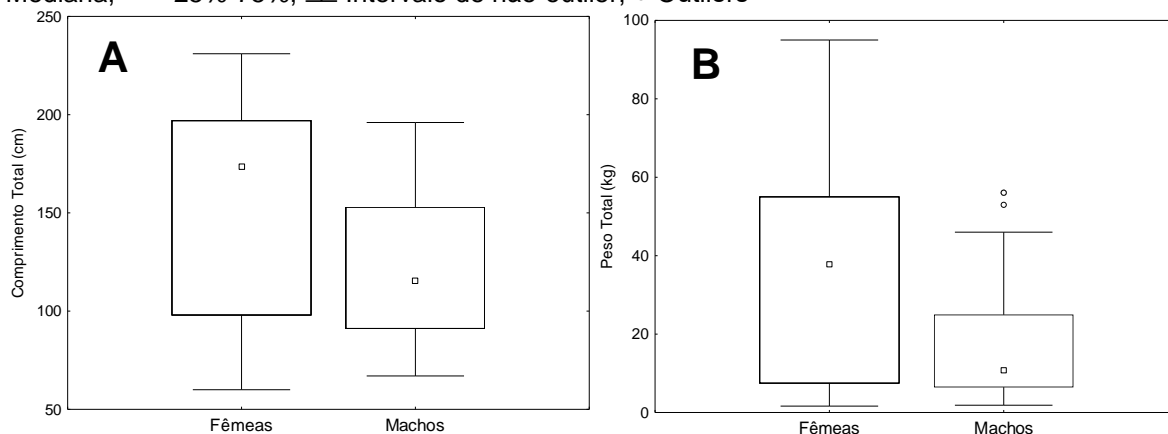 Mediana; 25%-75%; Intervalo de não-outlier; Outliers
A
250
200
150
100
50
Comprimento Total (cm)
Fêmeas Machos
B
100
80
60
40
20
0
Peso Total (kg)
Fêmeas Machos